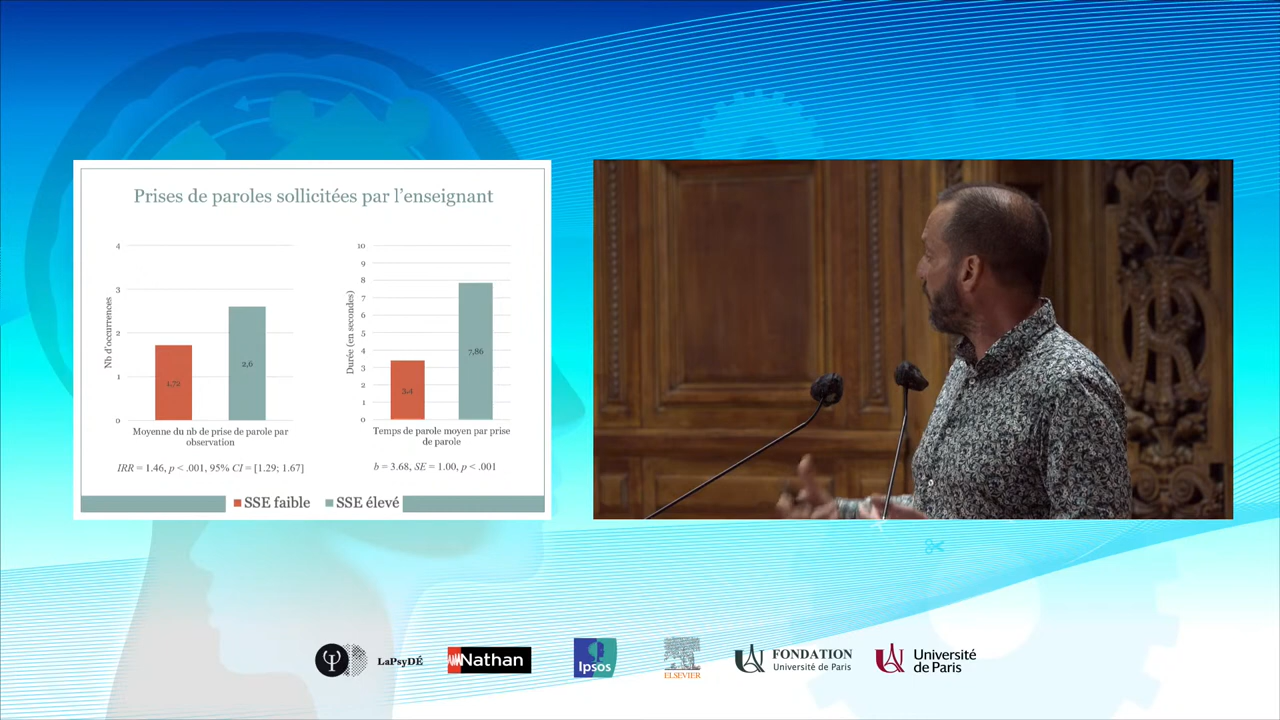 Prises de paroles sollicitées par l'enseignant
Nb d'occurrences
4
3
2
1
0
1,72
2,6
Moyenne du nb de prise de parole par
observation
IRR = 1.46, p < .001, 95% CI = [1.29; 1.67]
Durée (en secondes)
10
9
8
7
6
5
4
3
2
1
0
3,4
7,86
Temps de parole moyen par prise
de parole
b = 3.68, SE = 1.00, p < .001
SSE faible
SSE élevé
LaPsyDÉ
Nathan
Ipsos
ELSEVIER
FONDATION
Université de Paris
Université
de Paris